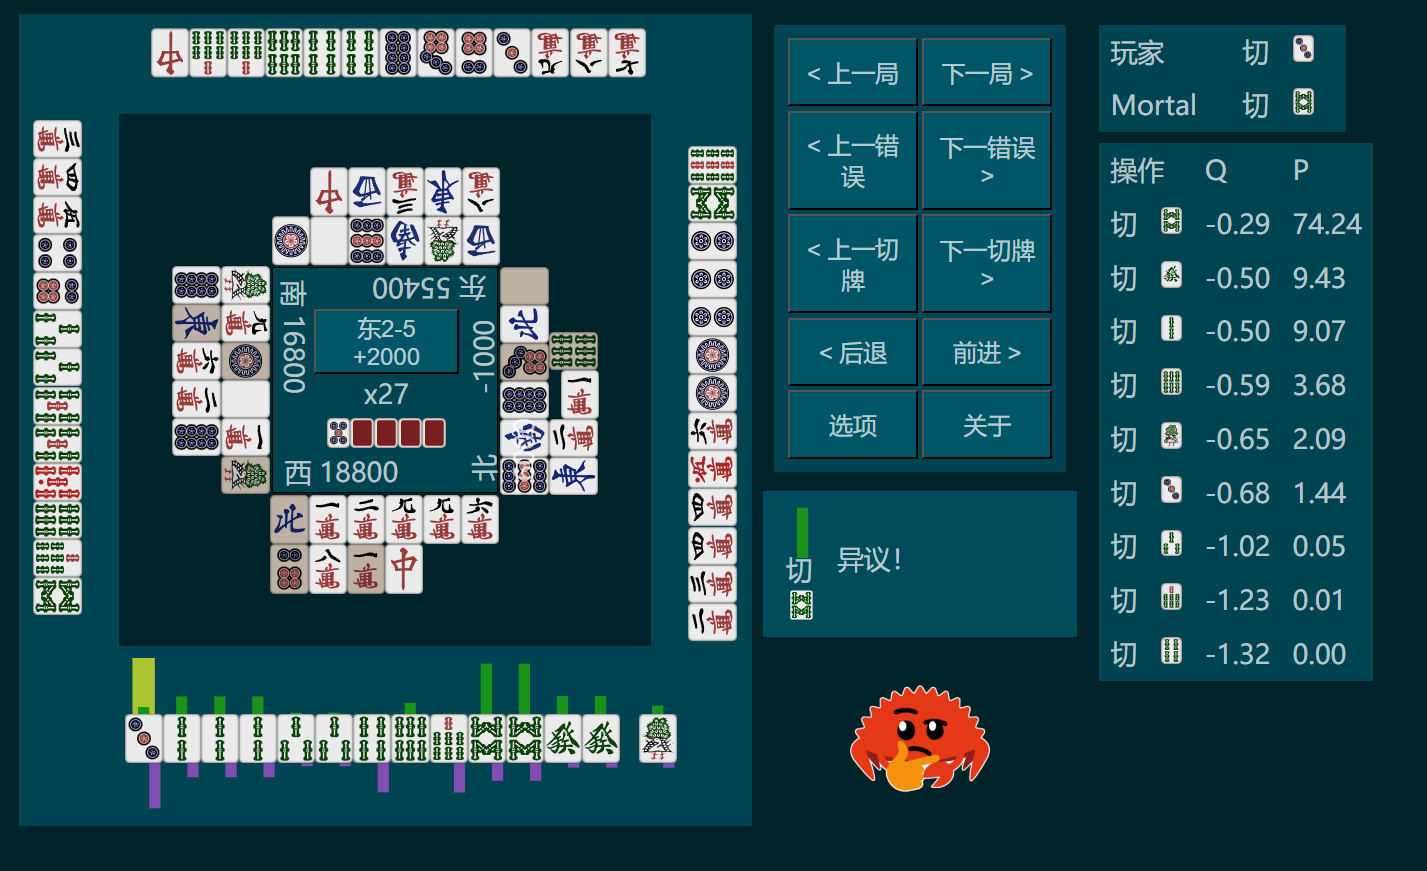 东 55400
南 16800
东2-5
+2000
-1000
x27
西 18800
北
< 上一局
下一局 >
< 上一错误
下一错误 >
< 上一切牌
下一切牌 >
< 后退
前进 >
选项
关于
切
异议!
玩家 切
Mortal 切
操作 Q P
切 -0.29 74.24
切 -0.50 9.43
切 -0.50 9.07
切 -0.59 3.68
切 -0.65 2.09
切 -0.68 1.44
切 -1.02 0.05
切 -1.23 0.01
切 -1.32 0.00